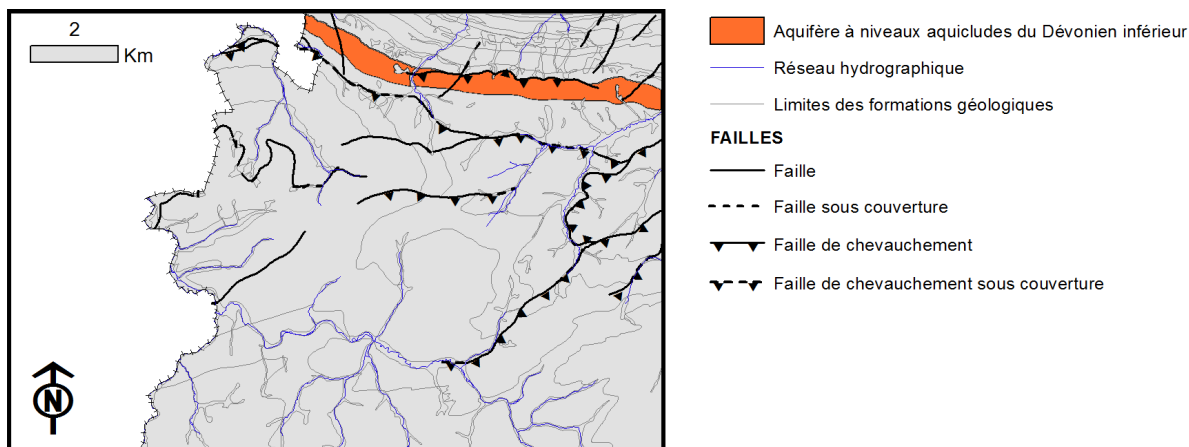 2
Km
N
Aquifère à niveaux aquicludes du Dévonien inférieur
Réseau hydrographique
Limites des formations géologiques
FAILLES
Faille
Faille sous couverture
Faille de chevauchement
Faille de chevauchement sous couverture